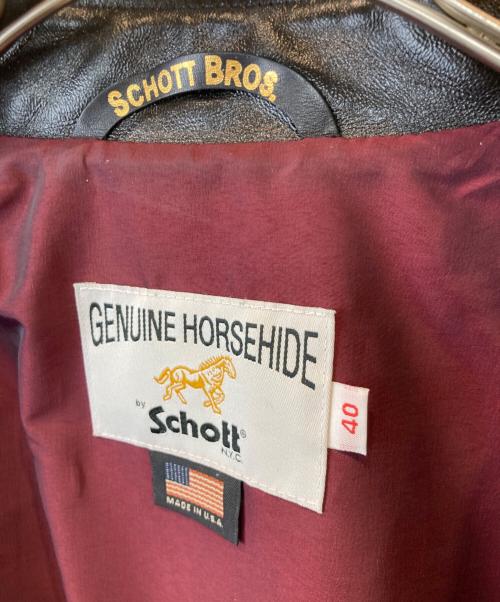 SCHOTT BROS.
GENUINE HORSEHIDE
by Schott®
N.Y.C.
40
MADE IN U.S.A.